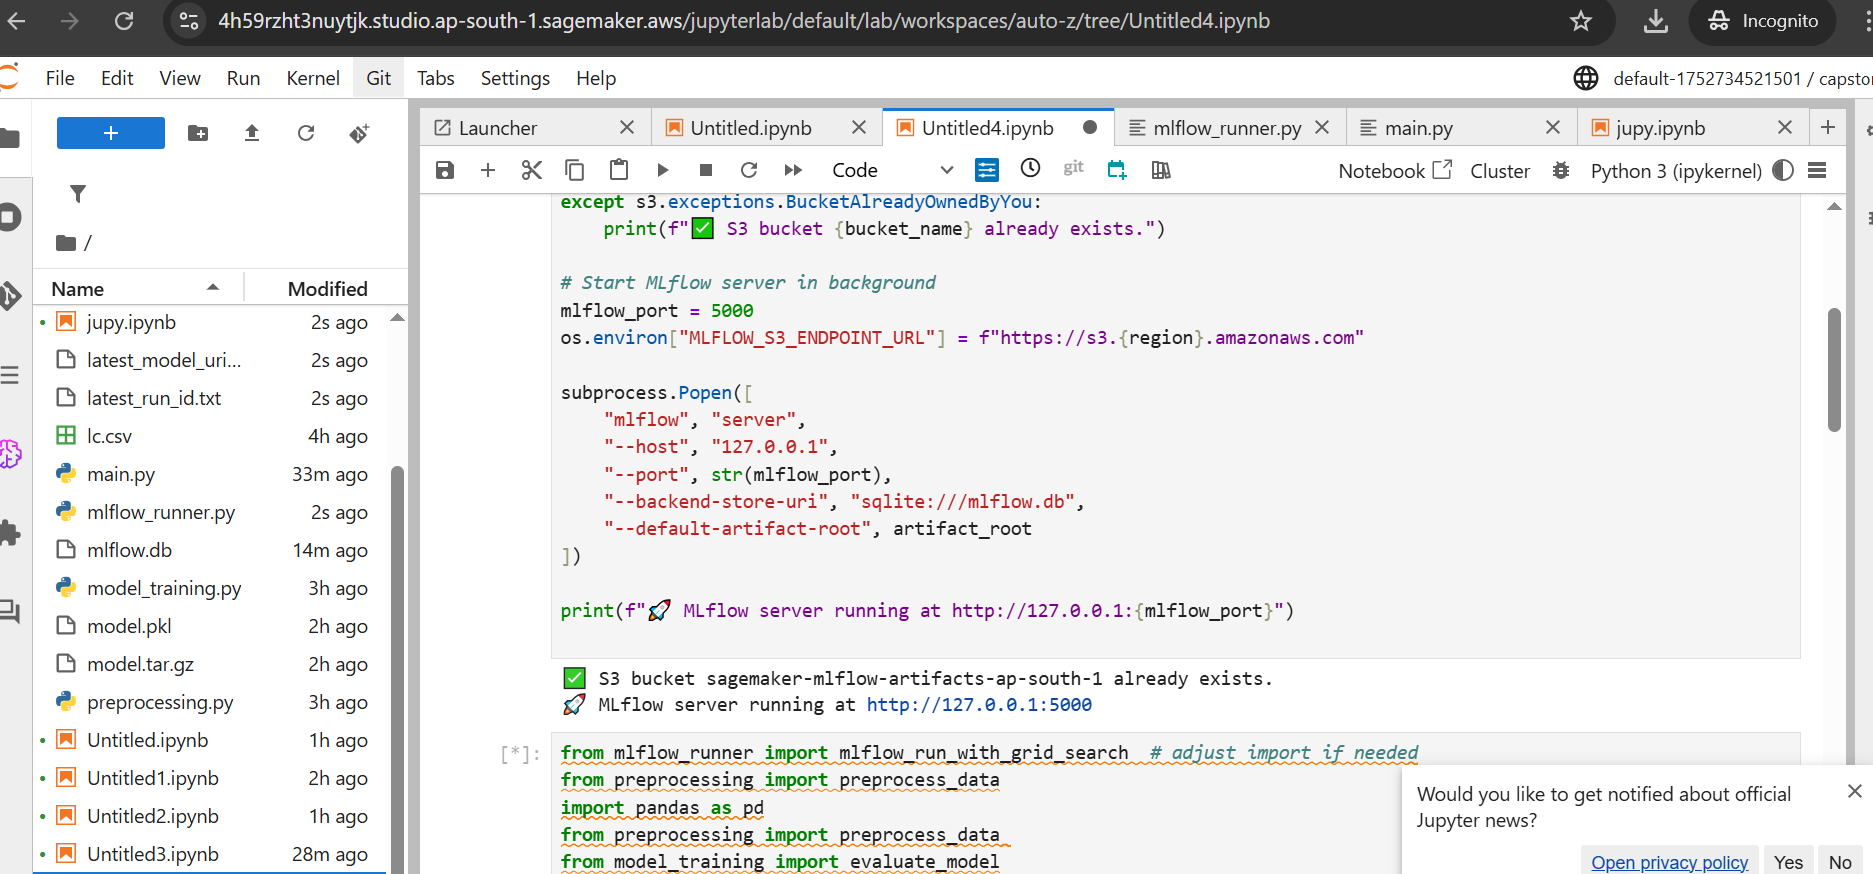 4h59rzht3nuytjk.studio.ap-south-1.sagemaker.aws/jupyterlab/default/lab/workspaces/auto-z/tree/Untitled4.ipynb
Incognito
File Edit View Run Kernel Git Tabs Settings Help
default-1752734521501 / capsto
Launcher Untitled.ipynb Untitled4.ipynb mlflow_runner.py main.py jupy.ipynb
Code git Notebook Cluster Python 3 (ipykernel)
/
Name Modified
jupy.ipynb 2s ago
latest_model_uri... 2s ago
latest_run_id.txt 2s ago
lc.csv 4h ago
main.py 33m ago
mlflow_runner.py 2s ago
mlflow.db 14m ago
model_training.py 3h ago
model.pkl 2h ago
model.tar.gz 2h ago
preprocessing.py 3h ago
Untitled.ipynb 1h ago
Untitled1.ipynb 2h ago
Untitled2.ipynb 1h ago
Untitled3.ipynb 28m ago
except s3.exceptions.BucketAlreadyOwnedByYou:
print(f"✅ S3 bucket {bucket_name} already exists.")
# Start MLflow server in background
mlflow_port = 5000
os.environ["MLFLOW_S3_ENDPOINT_URL"] = f"https://s3.{region}.amazonaws.com"
subprocess.Popen([
"mlflow", "server",
"--host", "127.0.0.1",
"--port", str(mlflow_port),
"--backend-store-uri", "sqlite:///mlflow.db",
"--default-artifact-root", artifact_root
])
print(f"🚀 MLflow server running at http://127.0.0.1:{mlflow_port}")
✅ S3 bucket sagemaker-mlflow-artifacts-ap-south-1 already exists.
🚀 MLflow server running at http://127.0.0.1:5000
[*]:
from mlflow_runner import mlflow_run_with_grid_search # adjust import if needed
from preprocessing import preprocess_data
import pandas as pd
from preprocessing import preprocess_data
from model_training import evaluate_model
Would you like to get notified about official
Jupyter news?
Open privacy policy Yes No